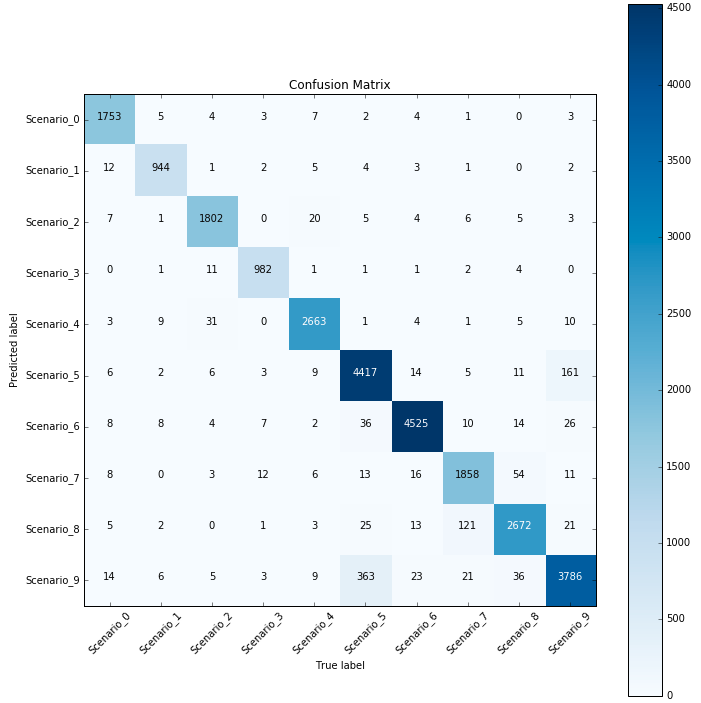 Confusion Matrix
Predicted label
Scenario_0 1753 5 4 3 7 2 4 1 0 3
Scenario_1 12 944 1 2 5 4 3 1 0 2
Scenario_2 7 1 1802 0 20 5 4 6 5 3
Scenario_3 0 1 11 982 1 1 1 2 4 0
Scenario_4 3 9 31 0 2663 1 4 1 5 10
Scenario_5 6 2 6 3 9 4417 14 5 11 161
Scenario_6 8 8 4 7 2 36 4525 10 14 26
Scenario_7 8 0 3 12 6 13 16 1858 54 11
Scenario_8 5 2 0 1 3 25 13 121 2672 21
Scenario_9 14 6 5 3 9 363 23 21 36 3786
Scenario_0 Scenario_1 Scenario_2 Scenario_3 Scenario_4 Scenario_5 Scenario_6 Scenario_7 Scenario_8 Scenario_9
True label
4500
4000
3500
3000
2500
2000
1500
1000
500
0